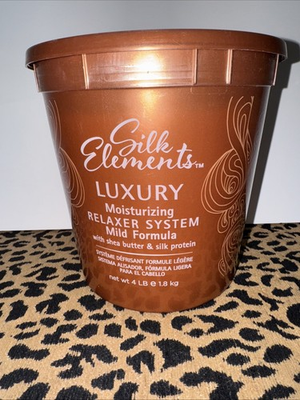 Silk
Elements™
LUXURY
Moisturizing
RELAXER SYSTEM
Mild Formula
with shea butter & silk protein
SYSTÈME DÉFRISANT FORMULE LÉGÈRE
SISTEMA ALISADOR, FÓRMULA LIGERA
PARA EL CABELLO
net wt 4 LB ℮ 1.8 kg